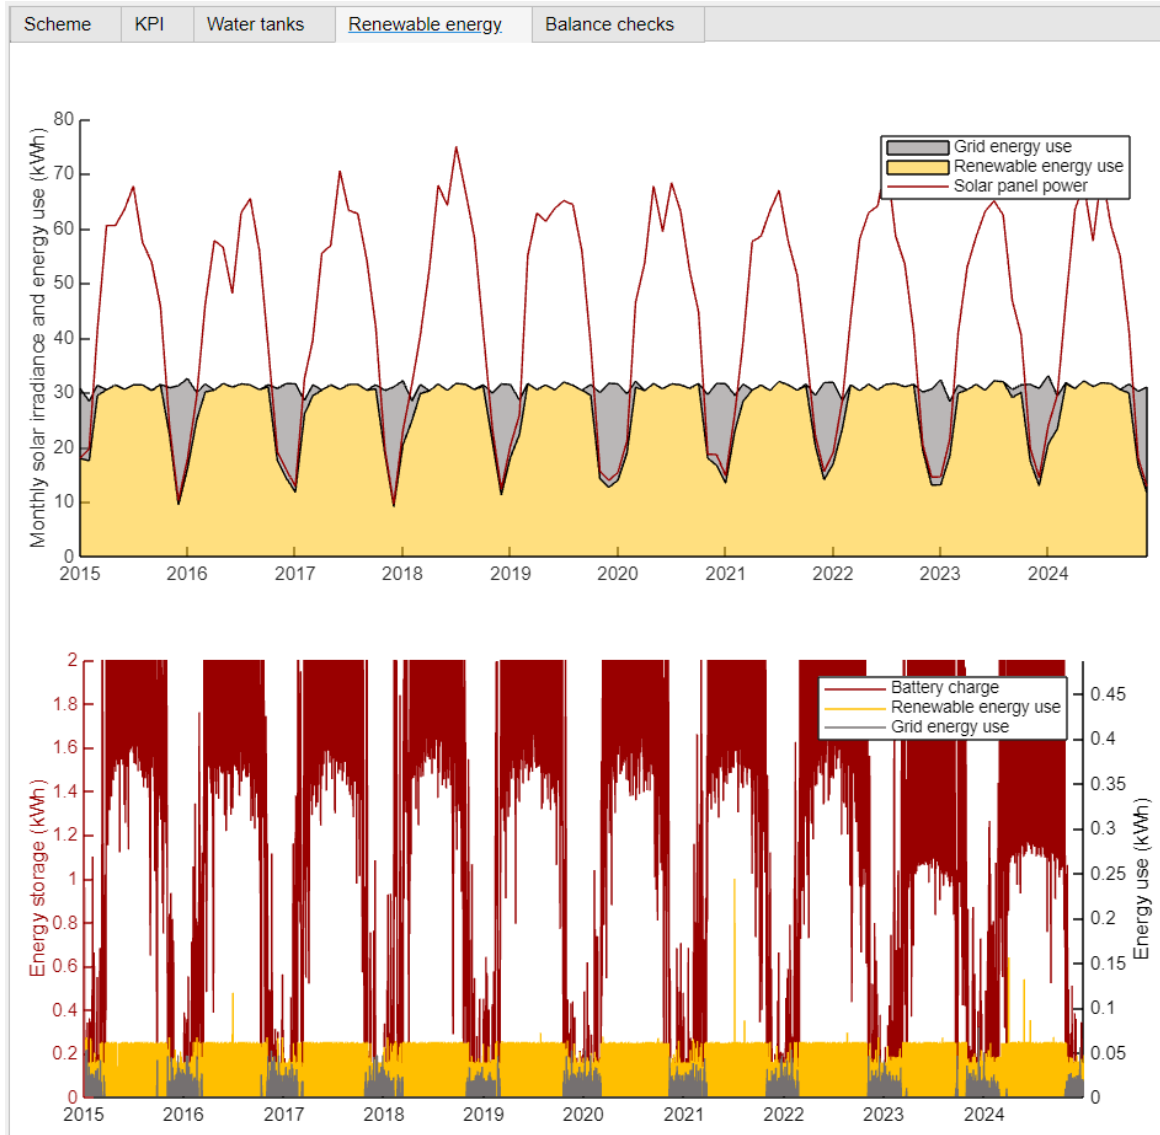 Scheme KPI Water tanks Renewable energy Balance checks
Monthly solar irradiance and energy use (kWh)
80
70
60
50
40
30
20
10
0
Grid energy use
Renewable energy use
Solar panel power
2015 2016 2017 2018 2019 2020 2021 2022 2023 2024
Energy storage (kWh)
2
1.8
1.6
1.4
1.2
1
0.8
0.6
0.4
0.2
0
Battery charge
Renewable energy use
Grid energy use
0.45
0.4
0.35
0.3
0.25
0.2
0.15
0.1
0.05
0
Energy use (kWh)
2015 2016 2017 2018 2019 2020 2021 2022 2023 2024